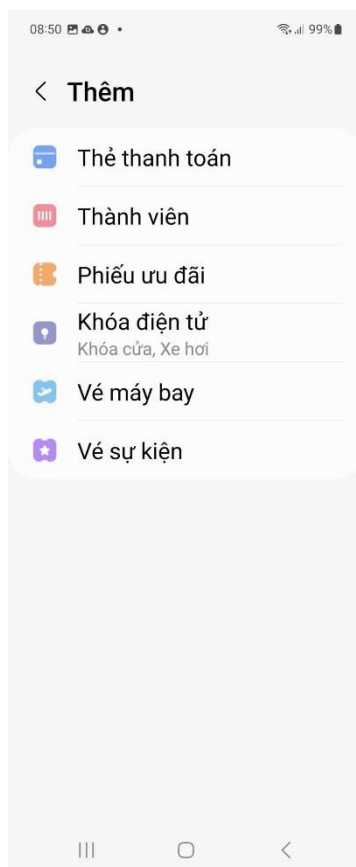 08:50 99%
Thêm
Thẻ thanh toán
Thành viên
Phiếu ưu đãi
Khóa điện tử
Khóa cửa, Xe hơi
Vé máy bay
Vé sự kiện